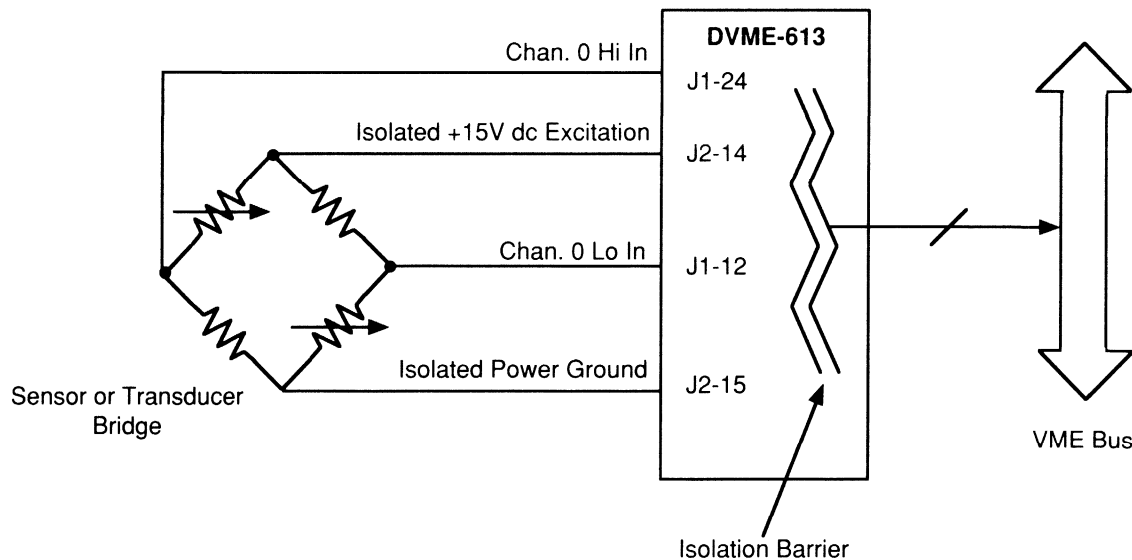 DVME-613
Chan. 0 Hi In
J1-24
Isolated +15V dc Excitation
J2-14
Chan. 0 Lo In
J1-12
Isolated Power Ground
J2-15
Sensor or Transducer
Bridge
VME Bus
Isolation Barrier